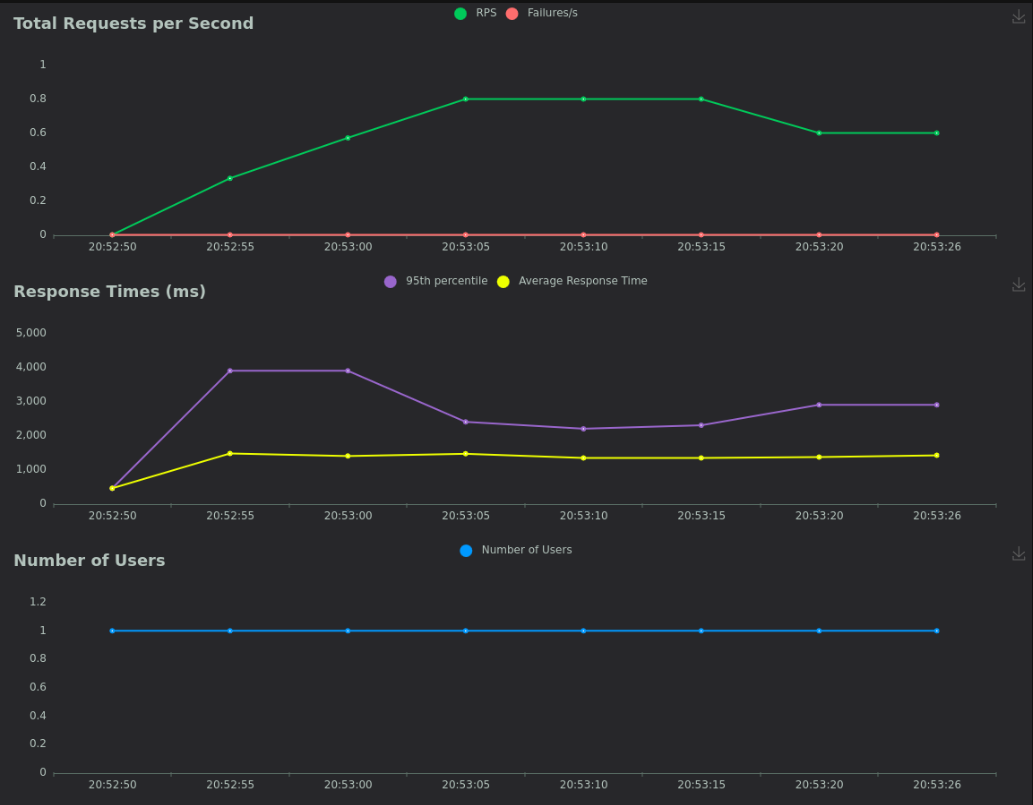 Total Requests per Second
RPS Failures/s
1
0.8
0.6
0.4
0.2
0
20:52:50 20:52:55 20:53:00 20:53:05 20:53:10 20:53:15 20:53:20 20:53:26
Response Times (ms)
95th percentile Average Response Time
5,000
4,000
3,000
2,000
1,000
0
20:52:50 20:52:55 20:53:00 20:53:05 20:53:10 20:53:15 20:53:20 20:53:26
Number of Users
Number of Users
1.2
1
0.8
0.6
0.4
0.2
0
20:52:50 20:52:55 20:53:00 20:53:05 20:53:10 20:53:15 20:53:20 20:53:26